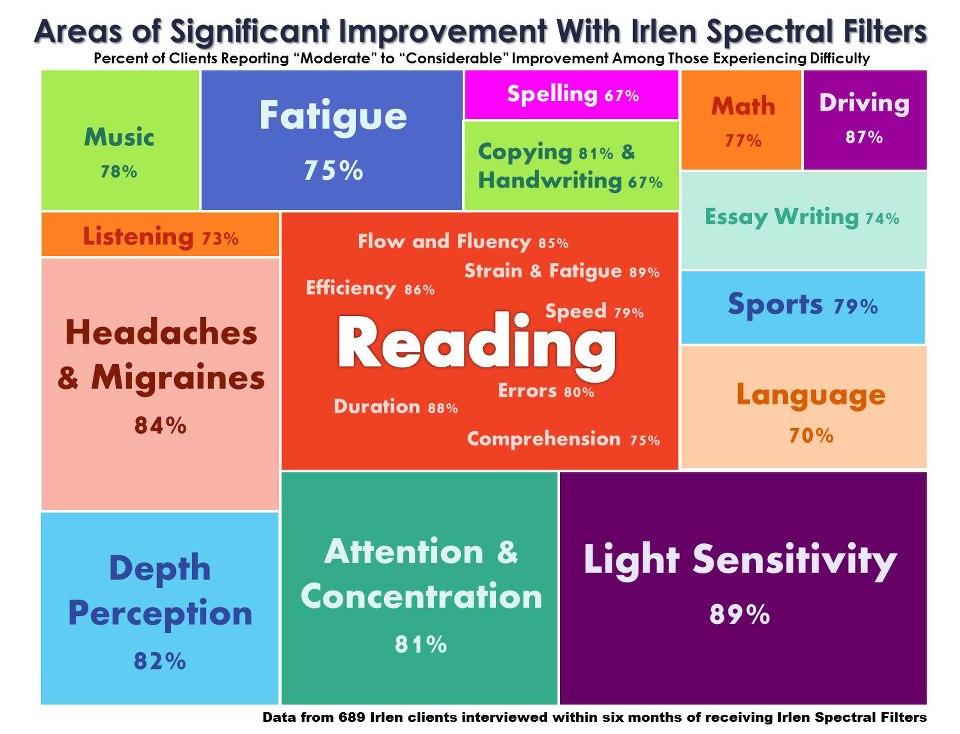 Areas of Significant Improvement With Irlen Spectral Filters
Percent of Clients Reporting “Moderate” to “Considerable” Improvement Among Those Experiencing Difficulty
Music
78%
Fatigue
75%
Spelling 67%
Copying 81% &
Handwriting 67%
Math
77%
Driving
87%
Essay Writing 74%
Sports 79%
Language
70%
Listening 73%
Headaches
& Migraines
84%
Flow and Fluency 85%
Strain & Fatigue 89%
Efficiency 86%
Speed 79%
Reading
Errors 80%
Duration 88%
Comprehension 75%
Depth
Perception
82%
Attention &
Concentration
81%
Light Sensitivity
89%
Data from 689 Irlen clients interviewed within six months of receiving Irlen Spectral Filters